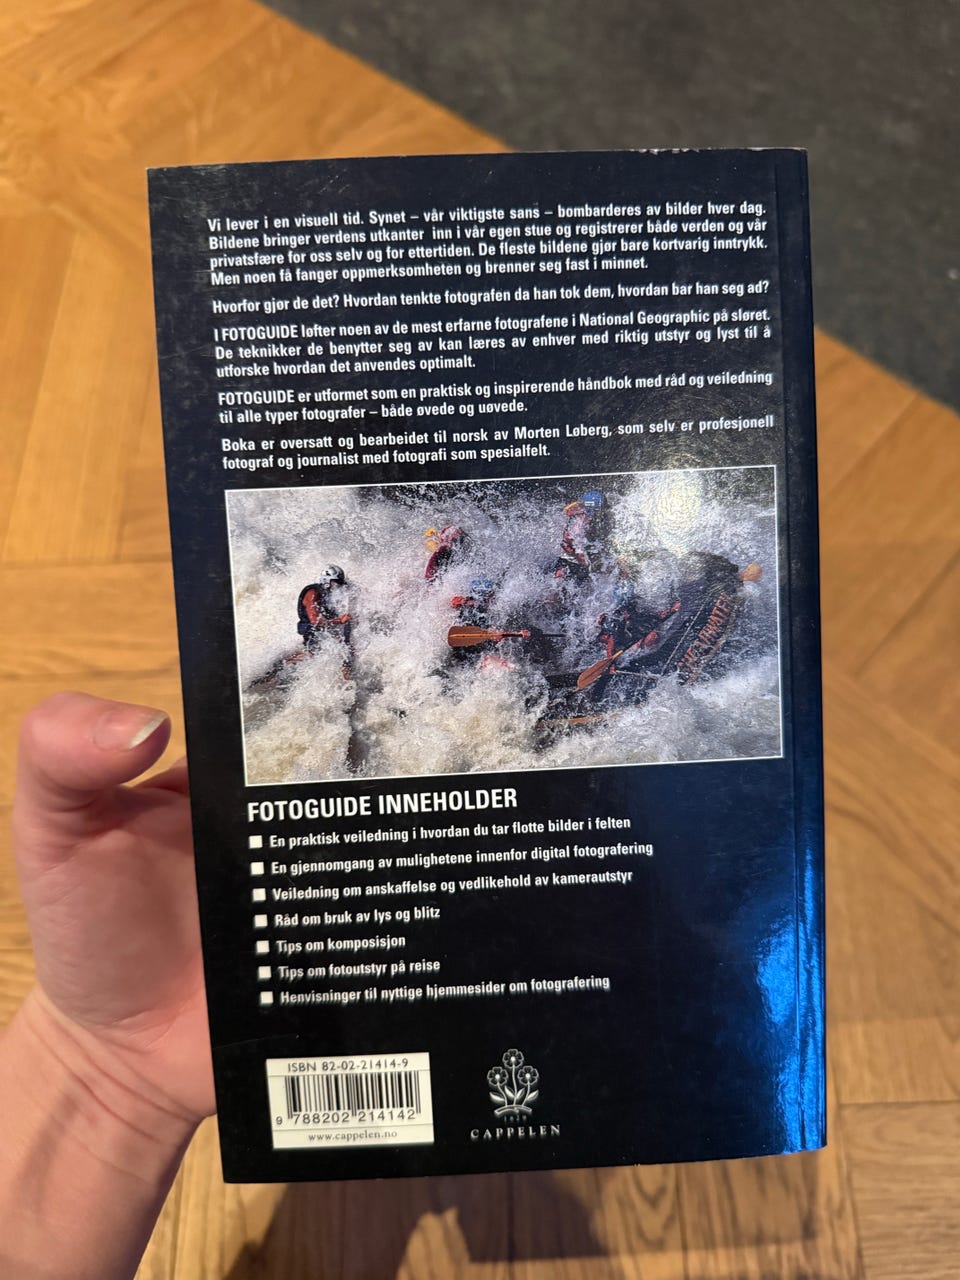 Vi lever i en visuell tid. Synet – vår viktigste sans – bombarderes av bilder hver dag.
Bildene bringer verdens utkanter inn i vår egen stue og registrerer både verden og vår
privatsfære for oss selv og for ettertiden. De fleste bildene gjør bare kortvarig inntrykk.
Men noen få fanger oppmerksomheten og brenner seg fast i minnet.
Hvorfor gjør de det? Hvordan tenkte fotografen da han tok dem, hvordan bar han seg ad?
I FOTOGUIDE løfter noen av de mest erfarne fotografene i National Geographic på sløret.
De teknikker de benytter seg av kan læres av enhver med riktig utstyr og lyst til å
utforske hvordan det anvendes optimalt.
FOTOGUIDE er utformet som en praktisk og inspirerende håndbok med råd og veiledning
til alle typer fotografer – både øvede og uøvede.
Boka er oversatt og bearbeidet til norsk av Morten Løberg, som selv er profesjonell
fotograf og journalist med fotografi som spesialfelt.
FOTOGUIDE INNEHOLDER
En praktisk veiledning i hvordan du tar flotte bilder i felten
En gjennomgang av mulighetene innenfor digital fotografering
Veiledning om anskaffelse og vedlikehold av kamerautstyr
Råd om bruk av lys og blitz
Tips om komposisjon
Tips om fotoutstyr på reise
Henvisninger til nyttige hjemmesider om fotografering
ISBN 82-02-21414-9
9 788202 214142
www.cappelen.no
1829
CAPPELEN